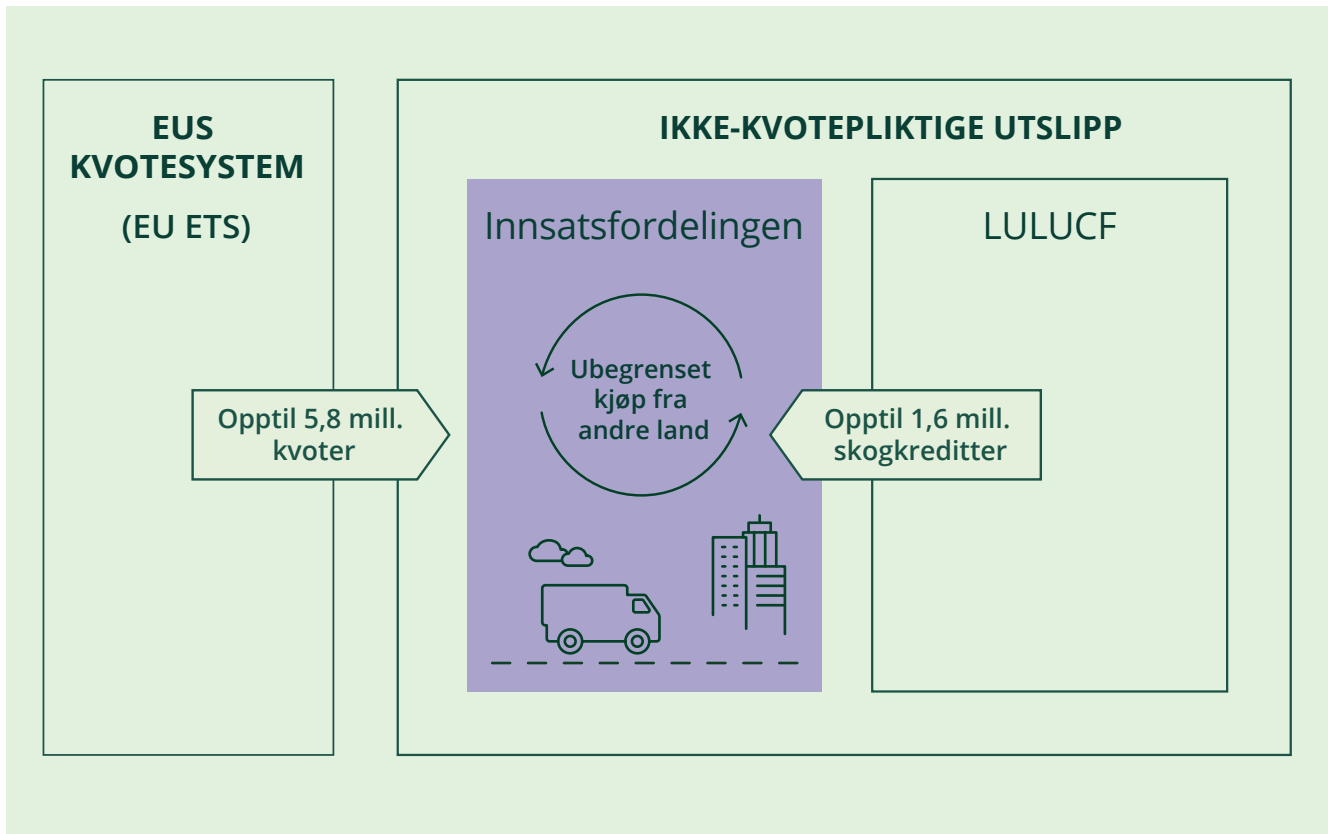 EUS
KVOTESYSTEM
(EU ETS)
IKKE-KVOTEPLIKTIGE UTSLIPP
Innsatsfordelingen
LULUCF
Ubegrenset
kjøp fra
andre land
Opptil 5,8 mill.
kvoter
Opptil 1,6 mill.
skogkreditter